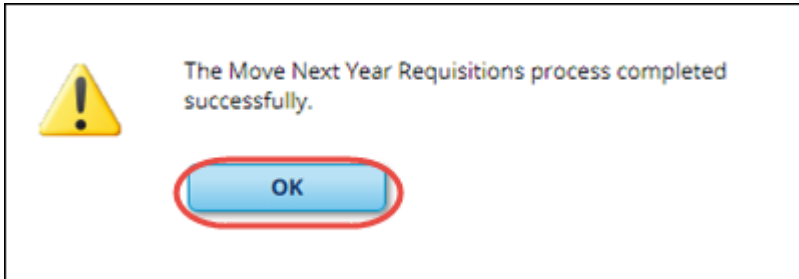 The Move Next Year Requisitions process completed
successfully.
OK